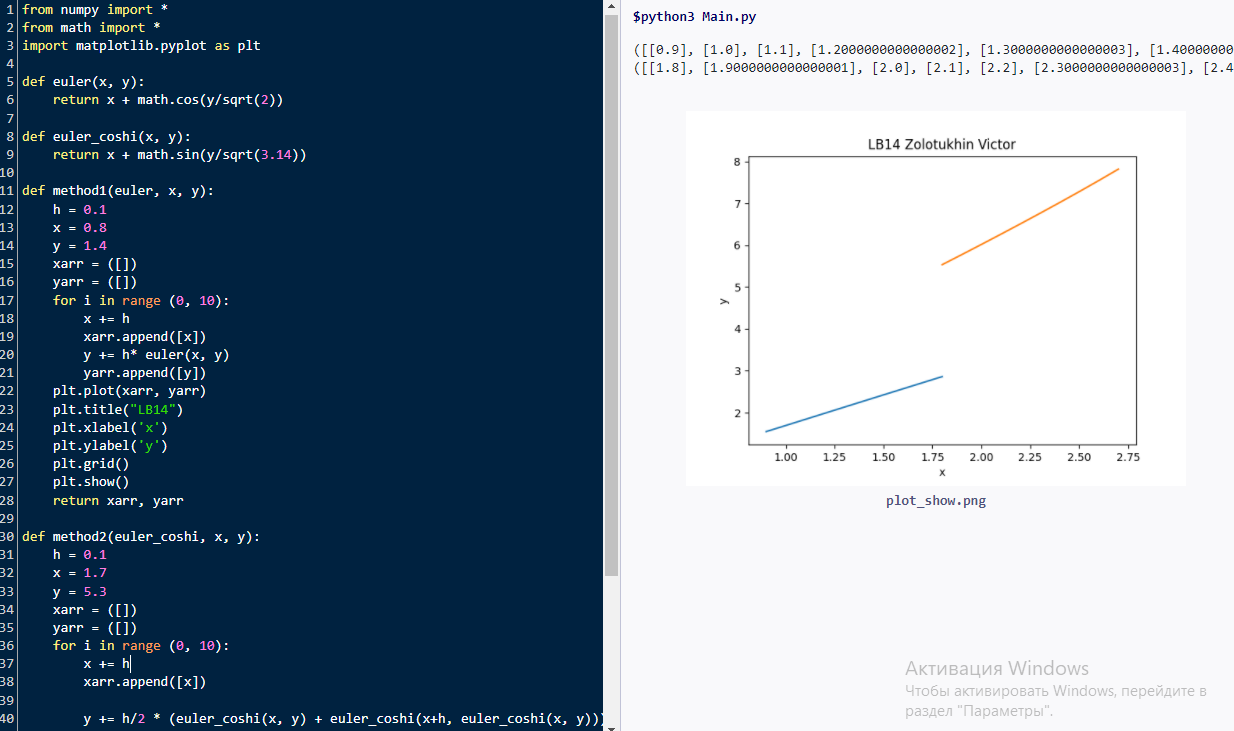 1 from numpy import *
2 from math import *
3 import matplotlib.pyplot as plt
4
5 def euler(x, y):
6     return x + math.cos(y/sqrt(2))
7
8 def euler_coshi(x, y):
9     return x + math.sin(y/sqrt(3.14))
10
11 def method1(euler, x, y):
12     h = 0.1
13     x = 0.8
14     y = 1.4
15     xarr = ([])
16     yarr = ([])
17     for i in range (0, 10):
18         x += h
19         xarr.append([x])
20         y += h* euler(x, y)
21         yarr.append([y])
22     plt.plot(xarr, yarr)
23     plt.title("LB14")
24     plt.xlabel('x')
25     plt.ylabel('y')
26     plt.grid()
27     plt.show()
28     return xarr, yarr
29
30 def method2(euler_coshi, x, y):
31     h = 0.1
32     x = 1.7
33     y = 5.3
34     xarr = ([])
35     yarr = ([])
36     for i in range (0, 10):
37         x += h
38         xarr.append([x])
39
40         y += h/2 * (euler_coshi(x, y) + euler_coshi(x+h, euler_coshi(x, y)))
$python3 Main.py
([[0.9], [1.0], [1.1], [1.2000000000000002], [1.3000000000000003], [1.40000000
([[1.8], [1.9000000000000001], [2.0], [2.1], [2.2], [2.3000000000000003], [2.4
LB14 Zolotukhin Victor
8
7
6
5
4
3
2
y
1.00 1.25 1.50 1.75 2.00 2.25 2.50 2.75
x
plot_show.png
Активация Windows
Чтобы активировать Windows, перейдите в
раздел "Параметры".